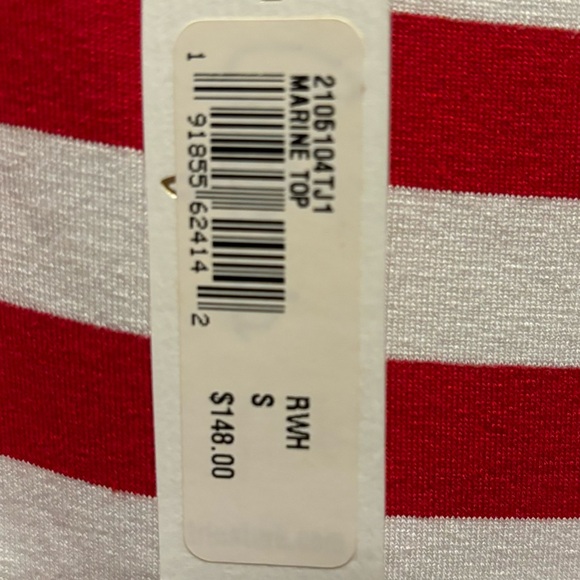 2105104TJ1
MARINE TOP
1 91855 62414 2
RWH
S
$148.00